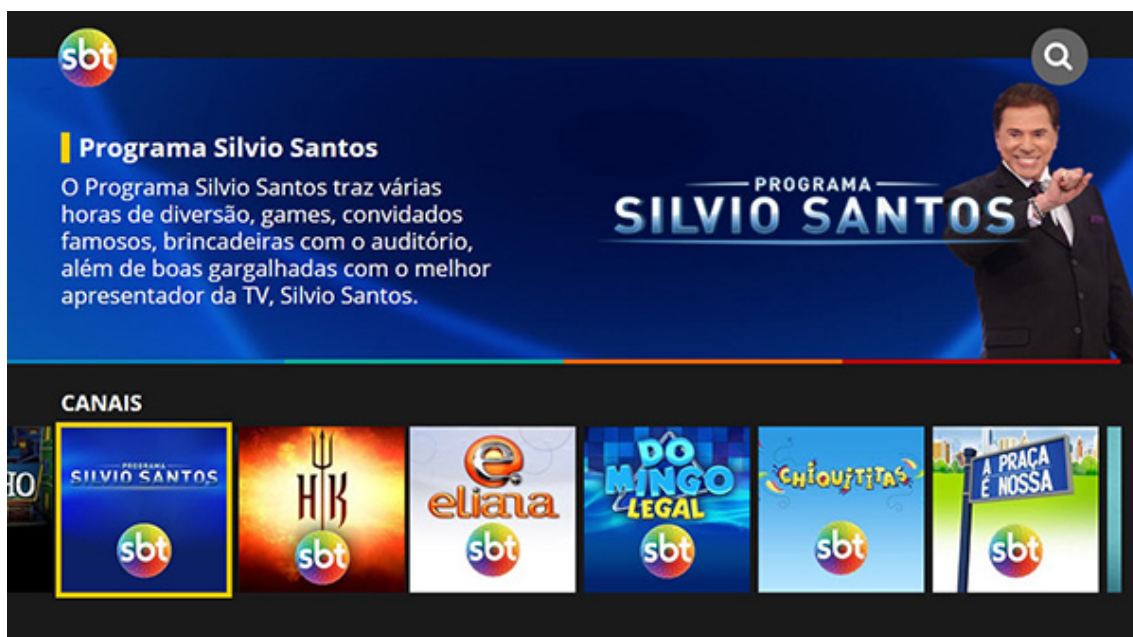 sbt
Programa Silvio Santos
O Programa Silvio Santos traz várias
horas de diversão, games, convidados
famosos, brincadeiras com o auditório,
além de boas gargalhadas com o melhor
apresentador da TV, Silvio Santos.
PROGRAMA
SILVIO SANTOS
CANAIS
HO
PROGRAMA
SILVIO SANTOS
sbt
HK
sbt
e
eliana
sbt
DO
MINGO
LEGAL
sbt
CHIQUITITAS
sbt
A PRAÇA
É NOSSA
sbt